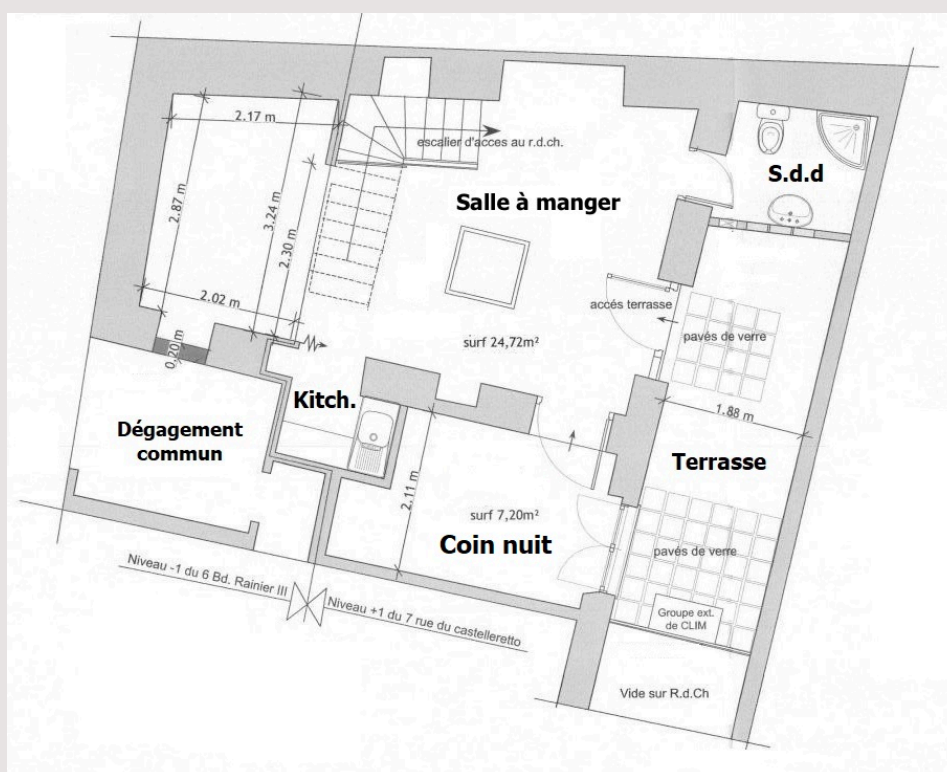 2.17 m
escalier d'acces au r.d.ch.
S.d.d
Salle à manger
2.87 m
3.24 m
2.30 m
2.02 m
accés terrasse
surf 24,72m²
pavés de verre
0,20 m
Kitch.
1.88 m
Dégagement
commun
Terrasse
2.11 m
surf 7,20m²
Coin nuit
pavés de verre
Groupe ext.
de CLIM
Niveau -1 du 6 Bd. Rainier III
Niveau +1 du 7 rue du castelleretto
Vide sur R.d.Ch